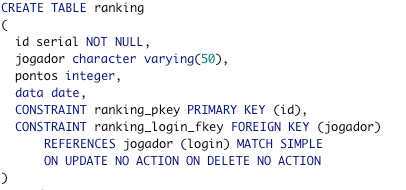 CREATE TABLE ranking
(
  id serial NOT NULL,
  jogador character varying(50),
  pontos integer,
  data date,
  CONSTRAINT ranking_pkey PRIMARY KEY (id),
  CONSTRAINT ranking_login_fkey FOREIGN KEY (jogador)
      REFERENCES jogador (login) MATCH SIMPLE
      ON UPDATE NO ACTION ON DELETE NO ACTION
)